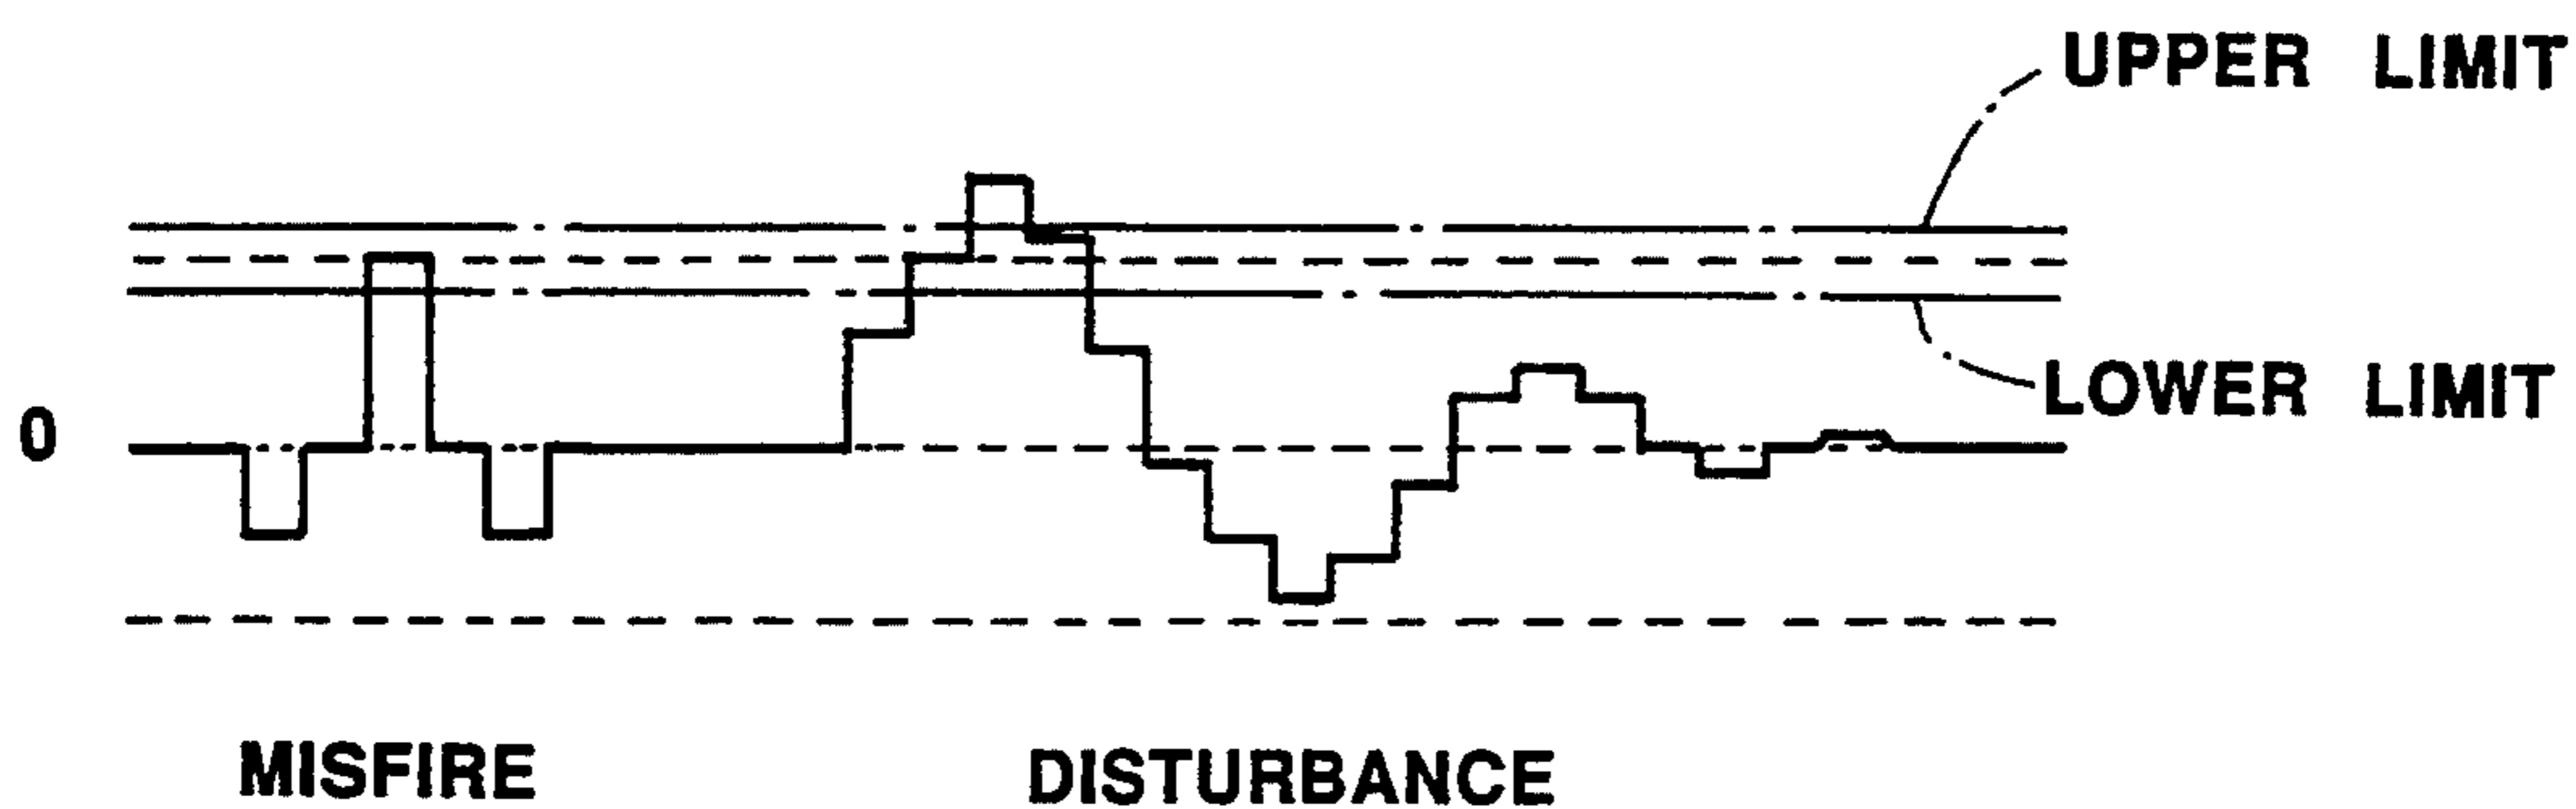 UPPER LIMIT
LOWER LIMIT
0
MISFIRE
DISTURBANCE